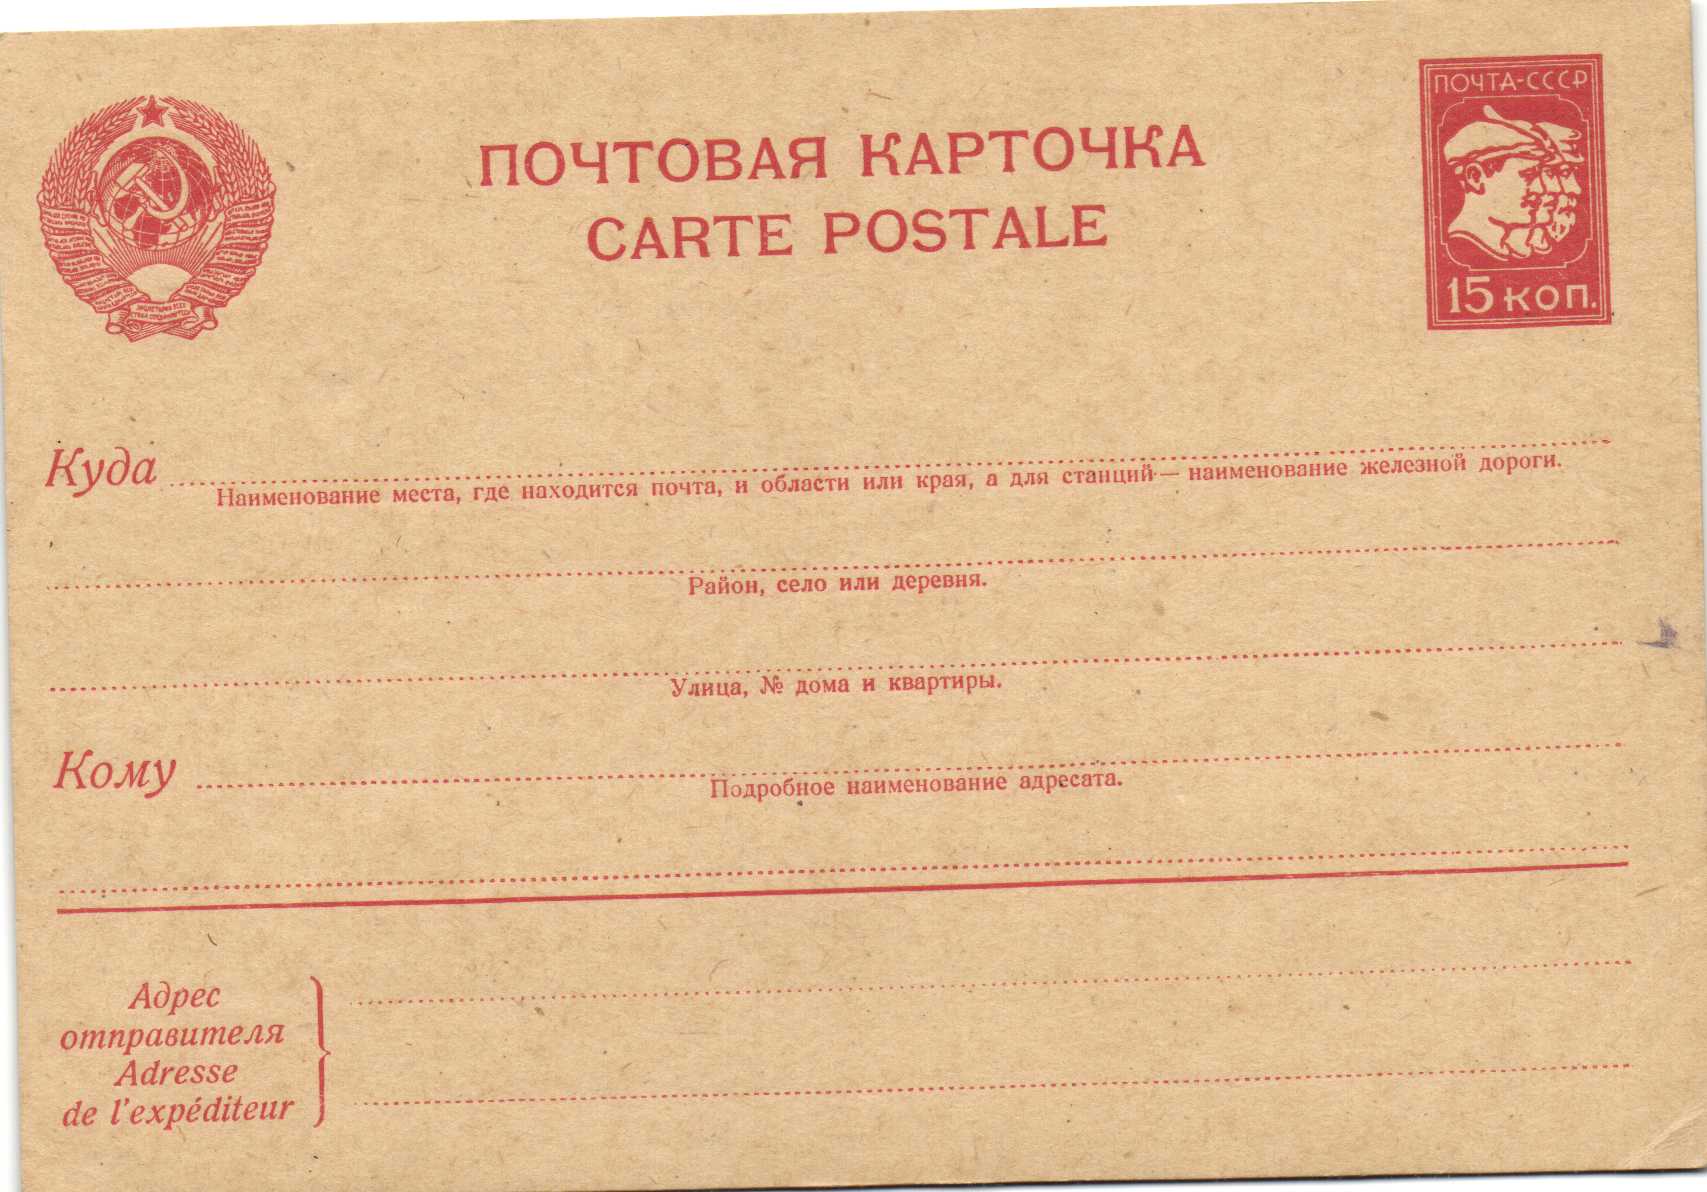 ПОЧТА-СССР
ПОЧТОВАЯ КАРТОЧКА
CARTE POSTALE
15 КОП.
Куда
Наименование места, где находится почта, и области или края, а для станций — наименование железной дороги.
Район, село или деревня.
Улица, № дома и квартиры.
Кому
Подробное наименование адресата.
Адрес
отправителя
Adresse
de l'expéditeur